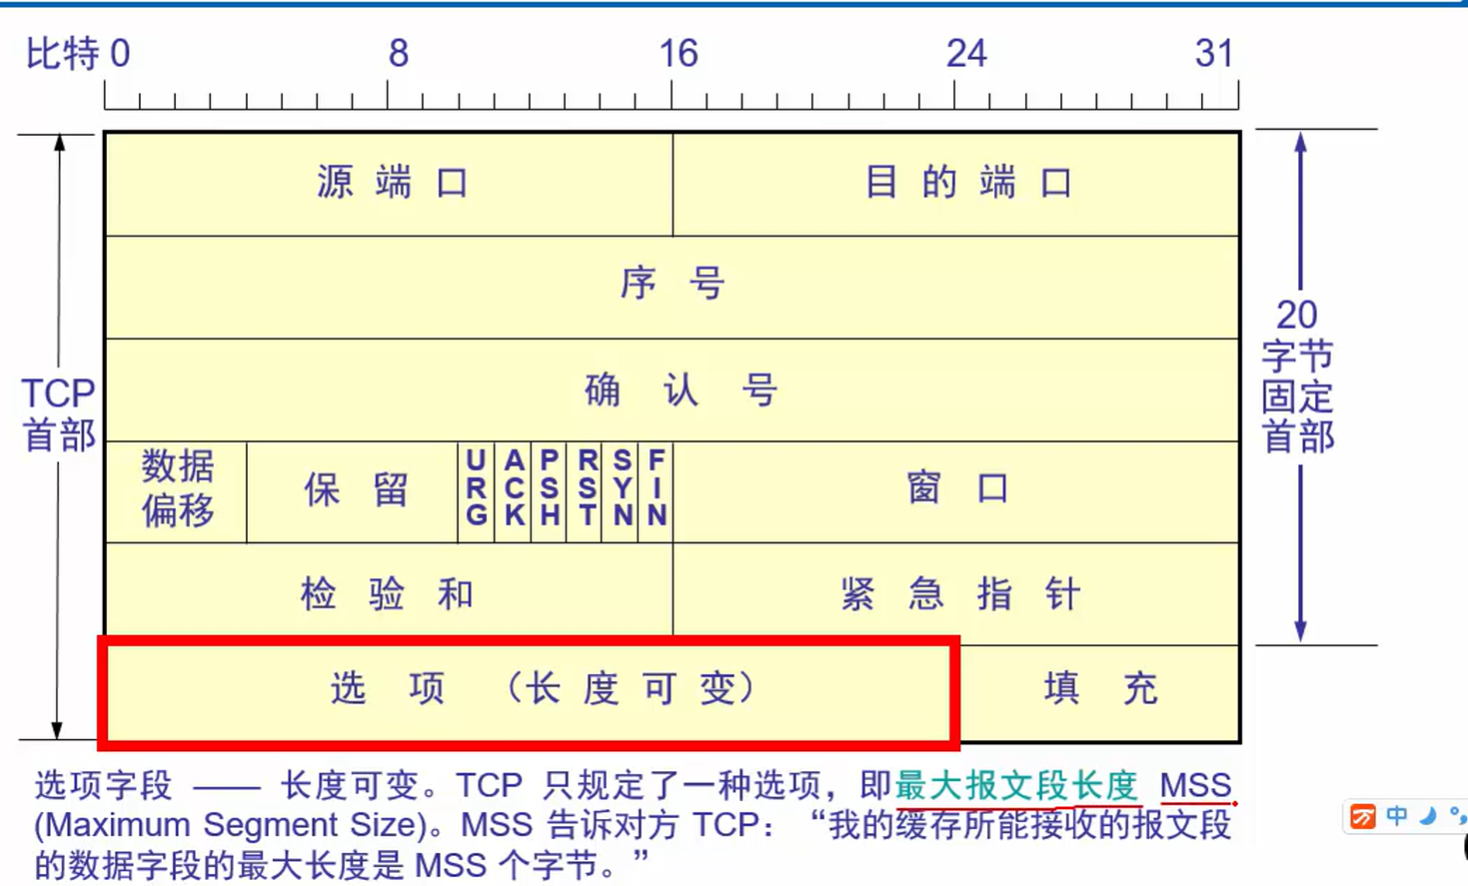 比特 0 8 16 24 31
源端口 目的端口
序号
确认号
TCP
首部
20
字节
固定
首部
数据
偏移
保留
URG
ACK
PSH
RST
SYN
FIN
窗口
检验和 紧急指针
选项 （长度可变） 填充
选项字段 —— 长度可变。TCP 只规定了一种选项，即最大报文段长度 MSS
(Maximum Segment Size)。MSS 告诉对方 TCP：“我的缓存所能接收的报文段
的数据字段的最大长度是 MSS 个字节。”
中